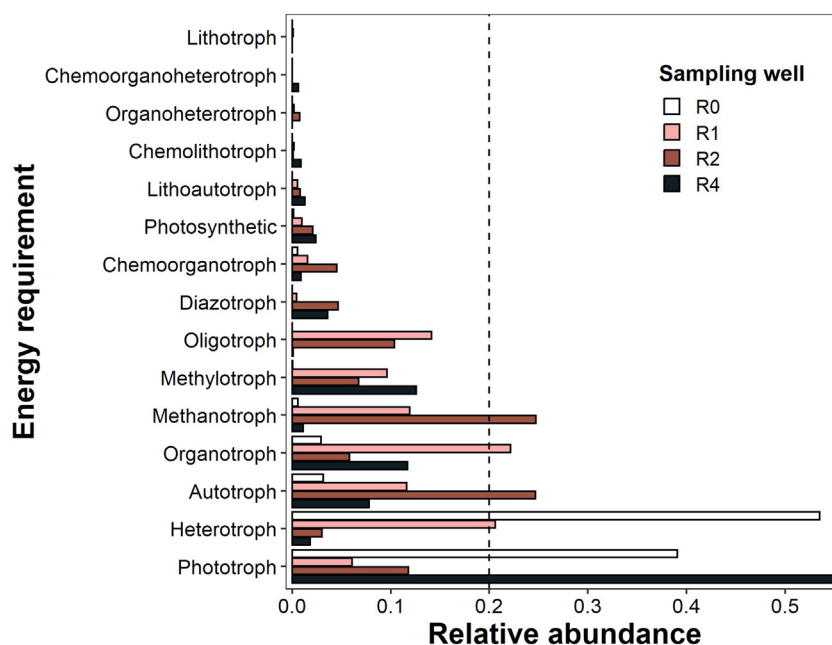 Lithotroph
Chemoorganoheterotroph
Organoheterotroph
Chemolithotroph
Lithoautotroph
Photosynthetic
Chemoorganotroph
Diazotroph
Oligotroph
Methylotroph
Methanotroph
Organotroph
Autotroph
Heterotroph
Phototroph
Energy requirement
Sampling well
R0
R1
R2
R4
0.0 0.1 0.2 0.3 0.4 0.5
Relative abundance